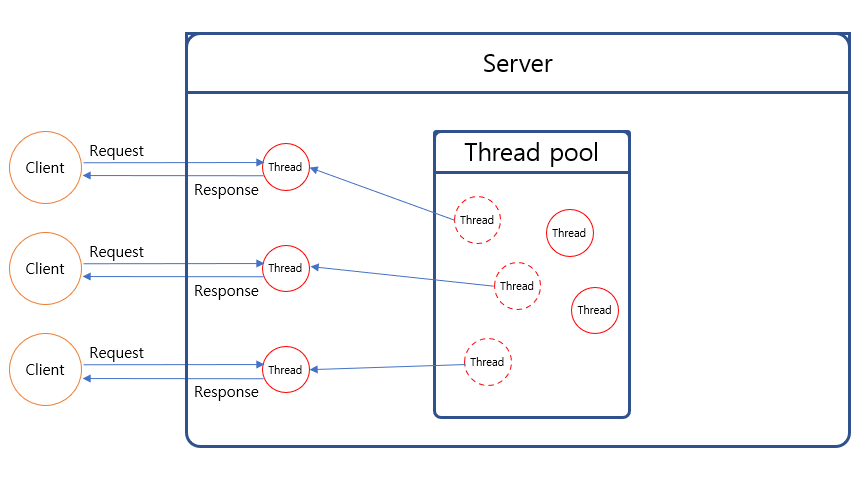 Server
Thread pool
Client
Request
Response
Thread
Thread
Thread
Client
Request
Response
Thread
Thread
Thread
Client
Request
Response
Thread
Thread